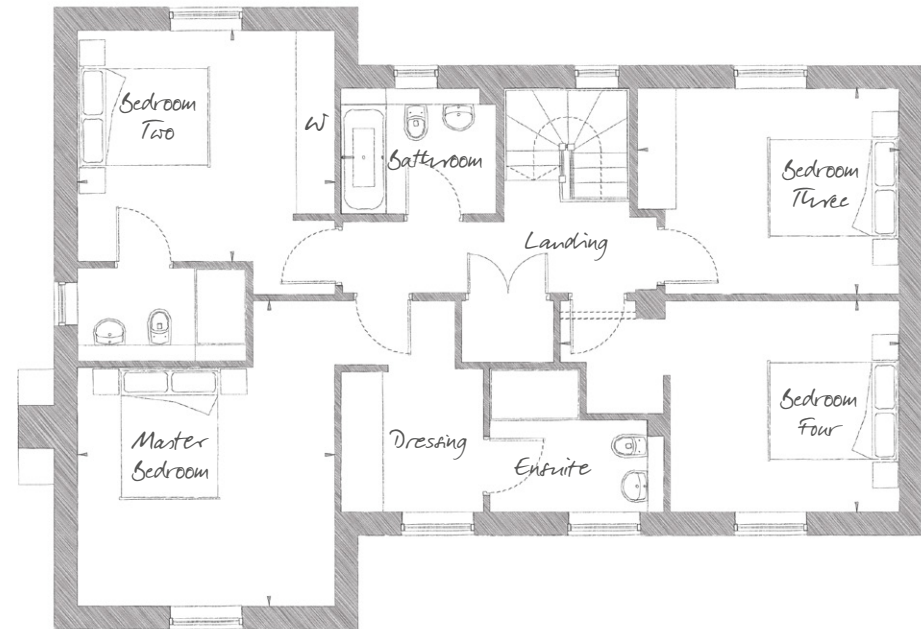 Bedroom
Two
W
Bathroom
Bedroom
Three
Landing
Master
Bedroom
Dressing
Ensuite
Bedroom
Four